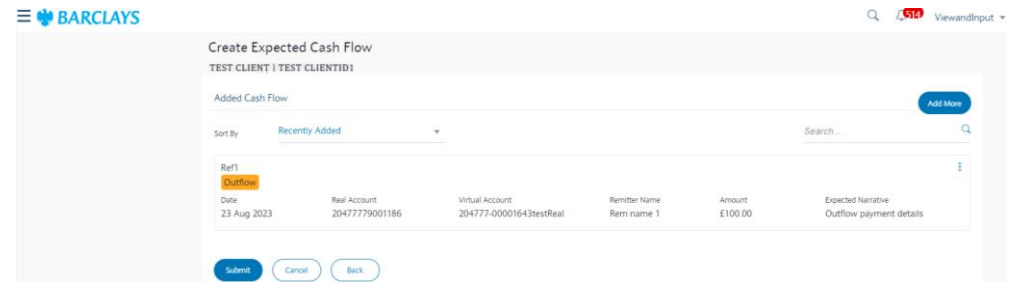 BARCLAYS
514
ViewandInput
Create Expected Cash Flow
TEST CLIENT | TEST CLIENTID1
Added Cash Flow
Add More
Sort By Recently Added
Search...
Ref1
Outflow
Date Real Account Virtual Account Remitter Name Amount Expected Narrative
23 Aug 2023 20477779001186 204777-00001643testReal Rem name 1 £100.00 Outflow payment details
Submit Cancel Back